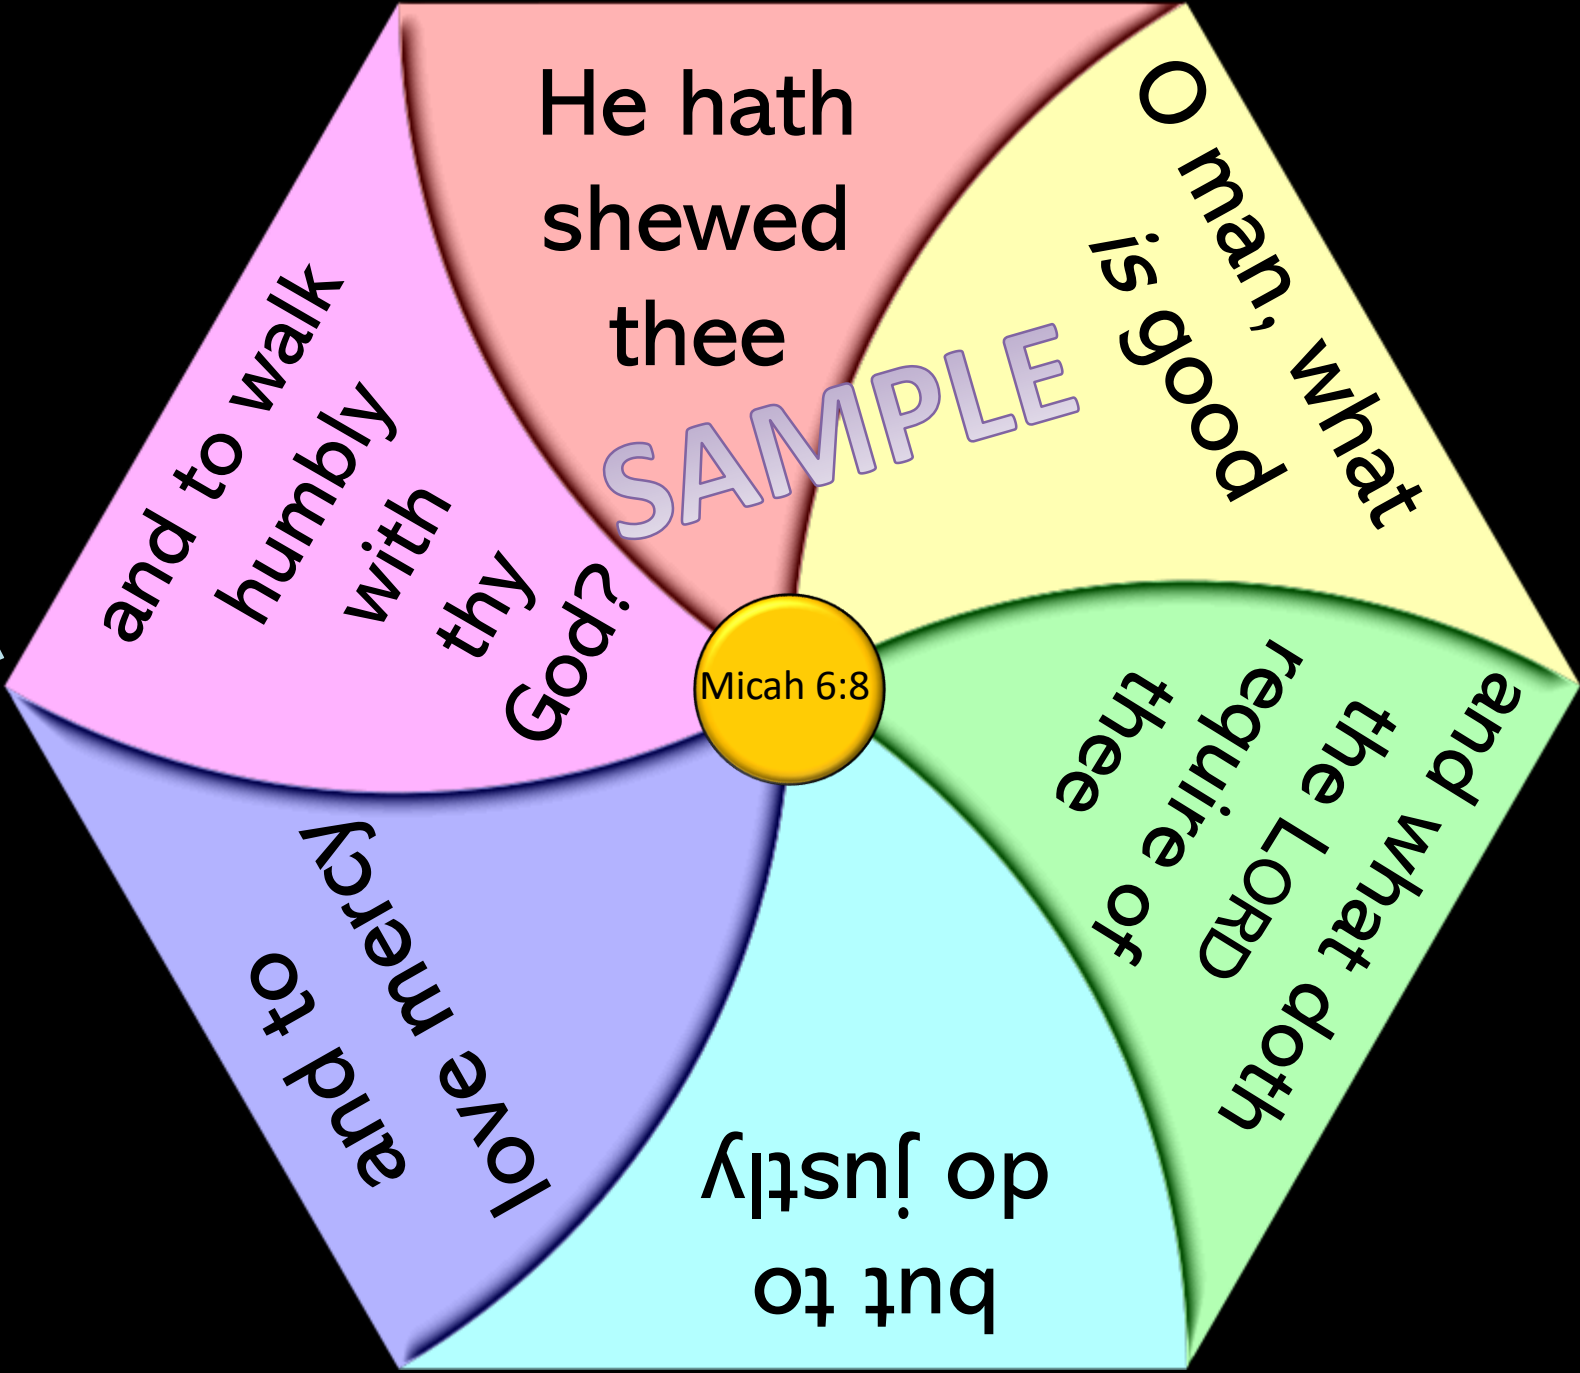 He hath
shewed
thee
O man, what
is good
and what doth
the LORD
require of
thee
but to
do justly
and to
love mercy
and to walk
humbly
with
thy
God?
Micah 6:8
SAMPLE